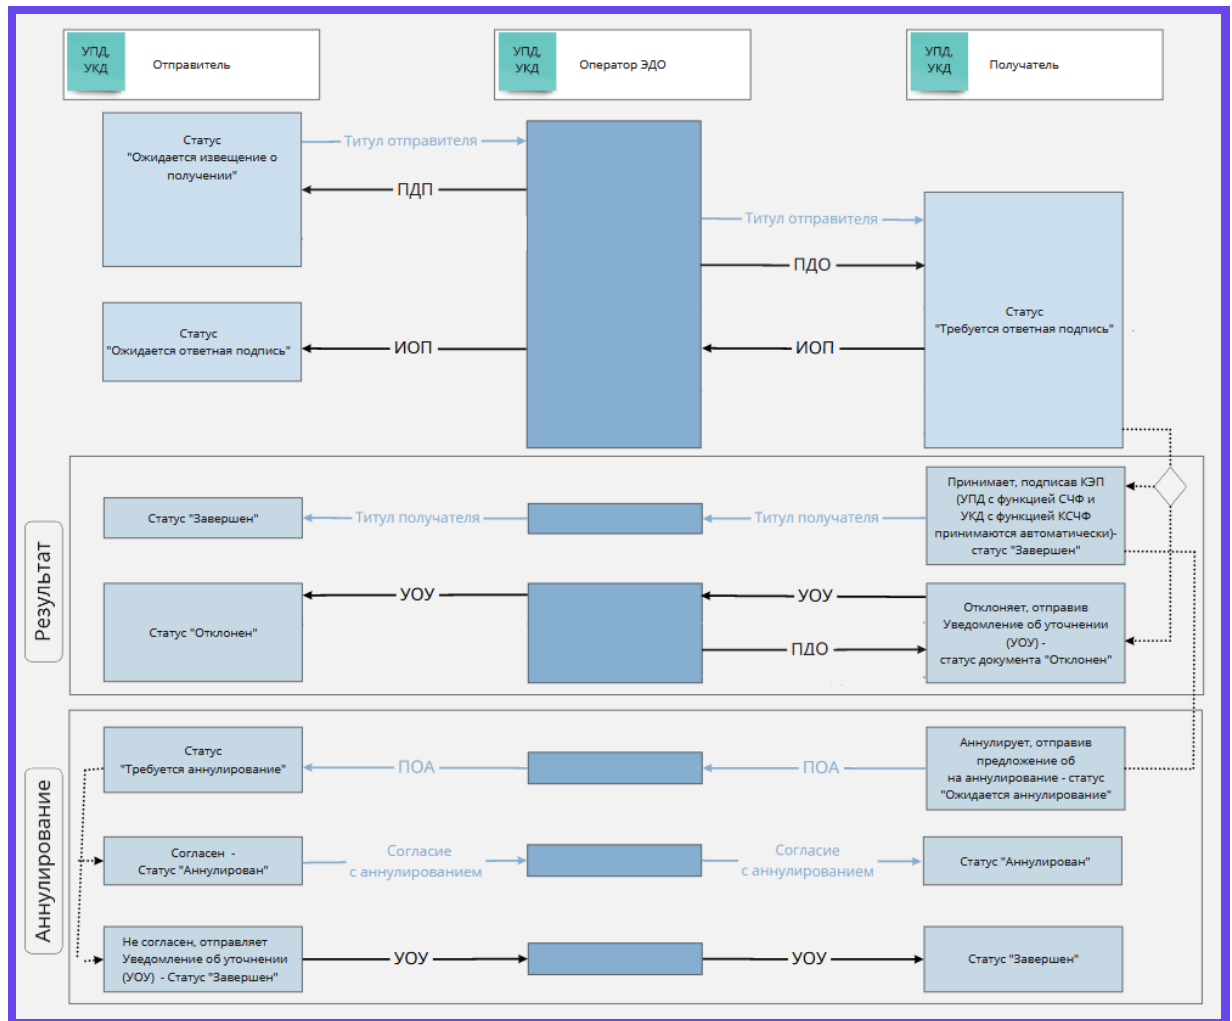 УПД,
УКД
Отправитель
УПД,
УКД
Оператор ЭДО
УПД,
УКД
Получатель
Статус
"Ожидается извещение о
получении"
Титул отправителя
ПДП
Титул отправителя
ПДО
Статус
"Требуется ответная подпись"
Статус
"Ожидается ответная подпись"
ИОП
ИОП
Результат
Статус "Завершен"
Титул получателя
Титул получателя
Принимает, подписав КЭП
(УПД с функцией СЧФ и
УКД с функцией КСЧФ
принимаются автоматически)-
статус "Завершен"
Статус "Отклонен"
УОУ
УОУ
ПДО
Отклоняет, отправив
Уведомление об уточнении
(УОУ) -
статус документа "Отклонен"
Аннулирование
Статус
"Требуется аннулирование"
ПОА
ПОА
Аннулирует, отправив
предложение об
на аннулирование - статус
"Ожидается аннулирование"
Согласен -
Статус "Аннулирован"
Согласие
с аннулированием
Согласие
с аннулированием
Статус "Аннулирован"
Не согласен, отправляет
Уведомление об уточнении
(УОУ) - Статус "Завершен"
УОУ
УОУ
Статус "Завершен"